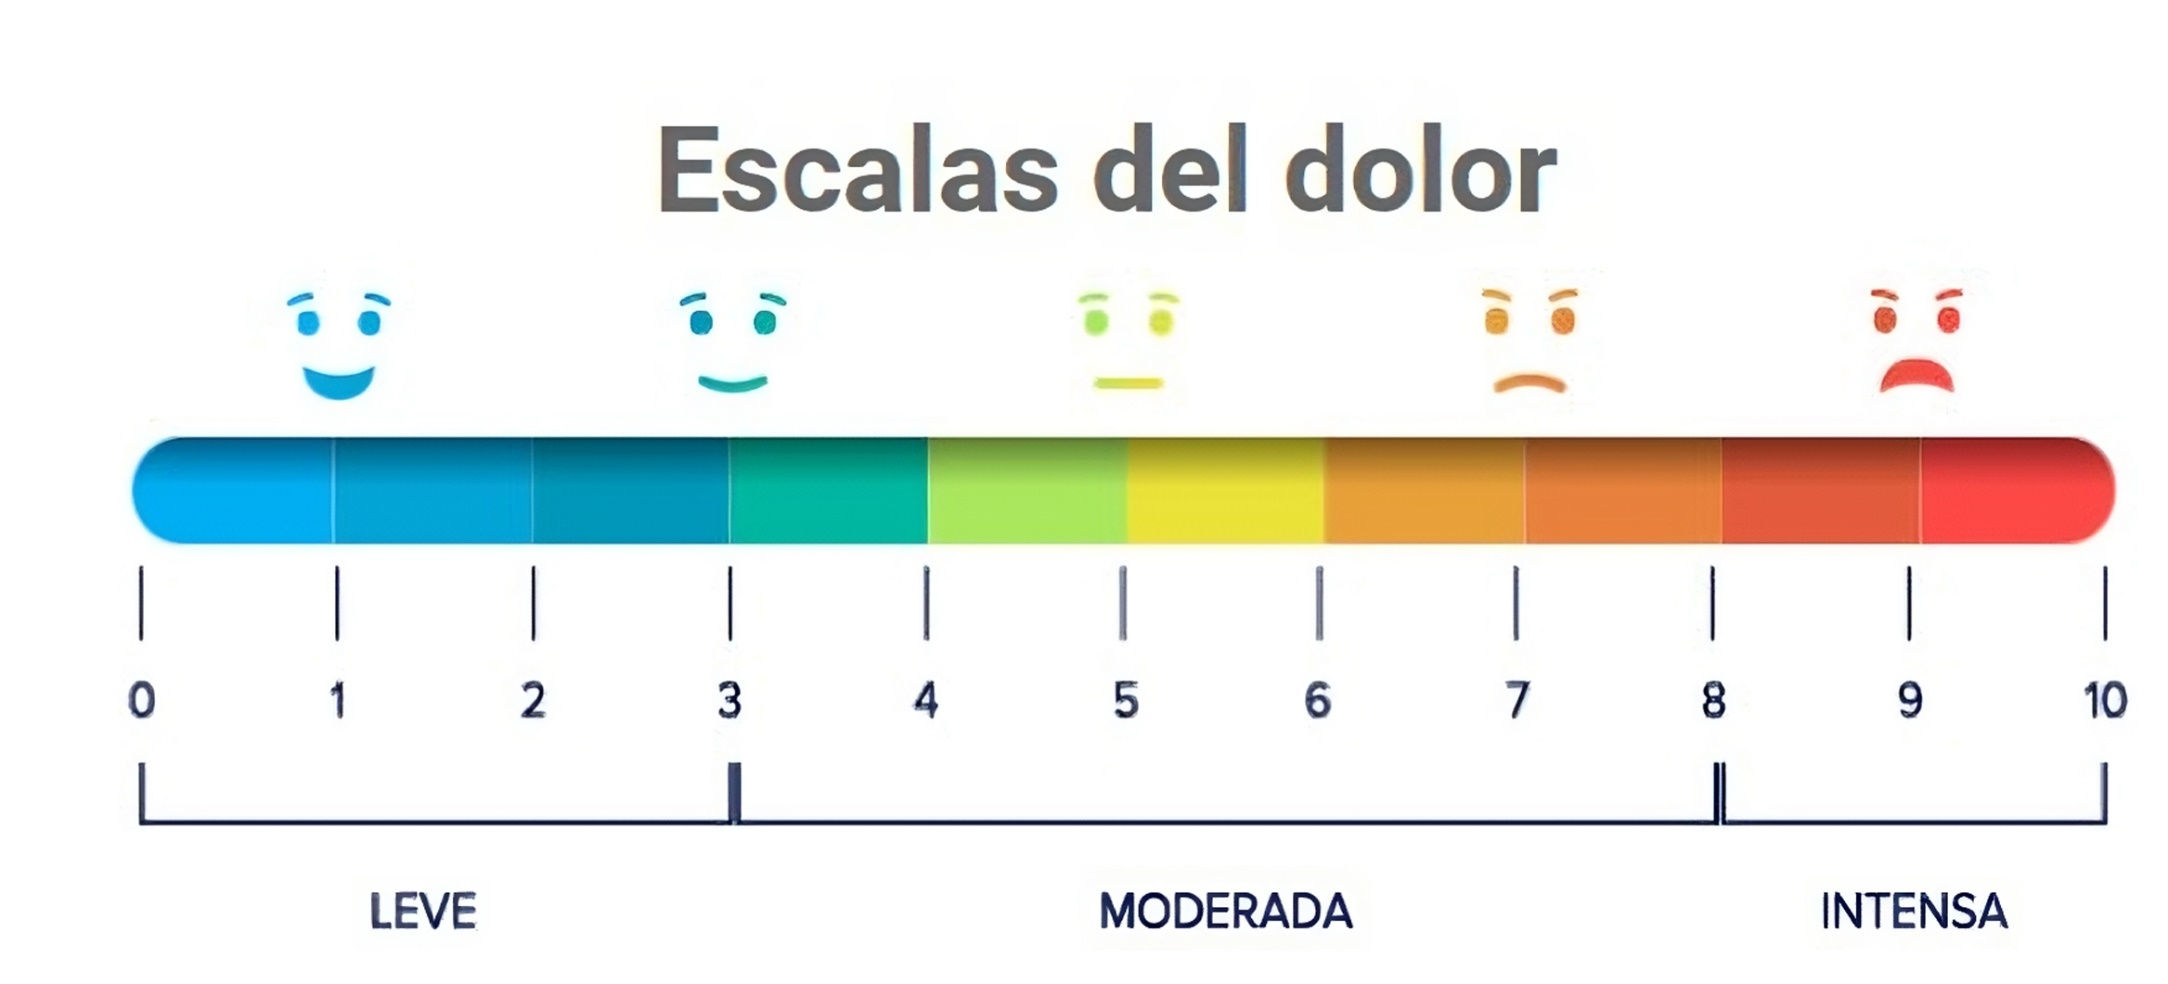 Escalas del dolor
0 1 2 3 4 5 6 7 8 9 10
LEVE MODERADA INTENSA